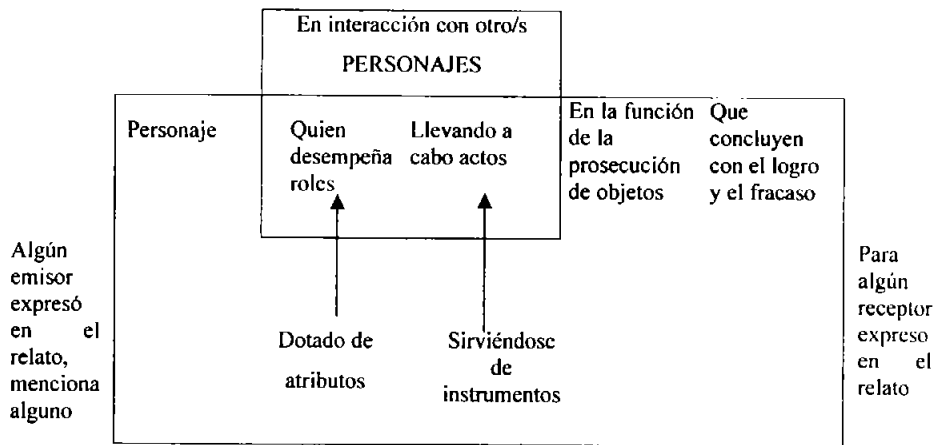 En interacción con otro/s
PERSONAJES
Personaje
Quien
desempeña
roles
Llevando a
cabo actos
En la función
de la
prosecución
de objetos
Que
concluyen
con el logro
y el fracaso
Algún
emisor
expresó
en el
relato,
menciona
alguno
Dotado de
atributos
Sirviéndose
de
instrumentos
Para
algún
receptor
expreso
en el
relato